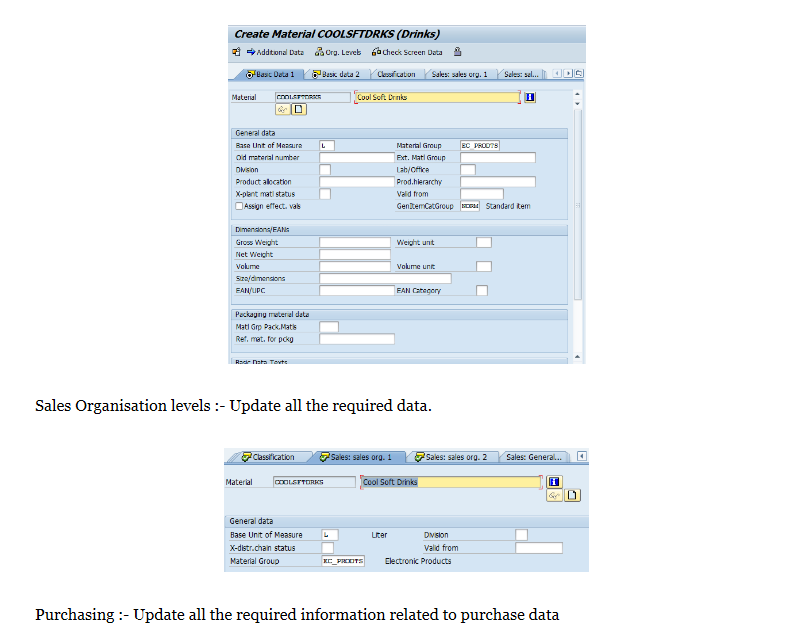 Create Material COOLSFTDRKS (Drinks)
Additional Data Org. Levels Check Screen Data
Basic Data 1 Basic data 2 Classification Sales: sales org. 1 Sales: sal...
Material COOLSFTDRKS Cool Soft Drinks
General data
Base Unit of Measure L Material Group EC_PRODTS
Old material number Ext. Matl Group
Division Lab/Office
Product allocation Prod.hierarchy
X-plant matl status Valid from
Assign effect. vals GenItemCatGroup NORM Standard item
Dimensions/EANs
Gross Weight Weight unit
Net Weight
Volume Volume unit
Size/dimensions
EAN/UPC EAN Category
Packaging material data
Matl Grp Pack.Matls
Ref. mat. for pckg
Basic Data Texts
Sales Organisation levels :- Update all the required data.
Classification Sales: sales org. 1 Sales: sales org. 2 Sales: General...
Material COOLSFTDRKS Cool Soft Drinks
General data
Base Unit of Measure L Liter Division
X-distr.chain status Valid from
Material Group EC_PRODTS Electronic Products
Purchasing :- Update all the required information related to purchase data